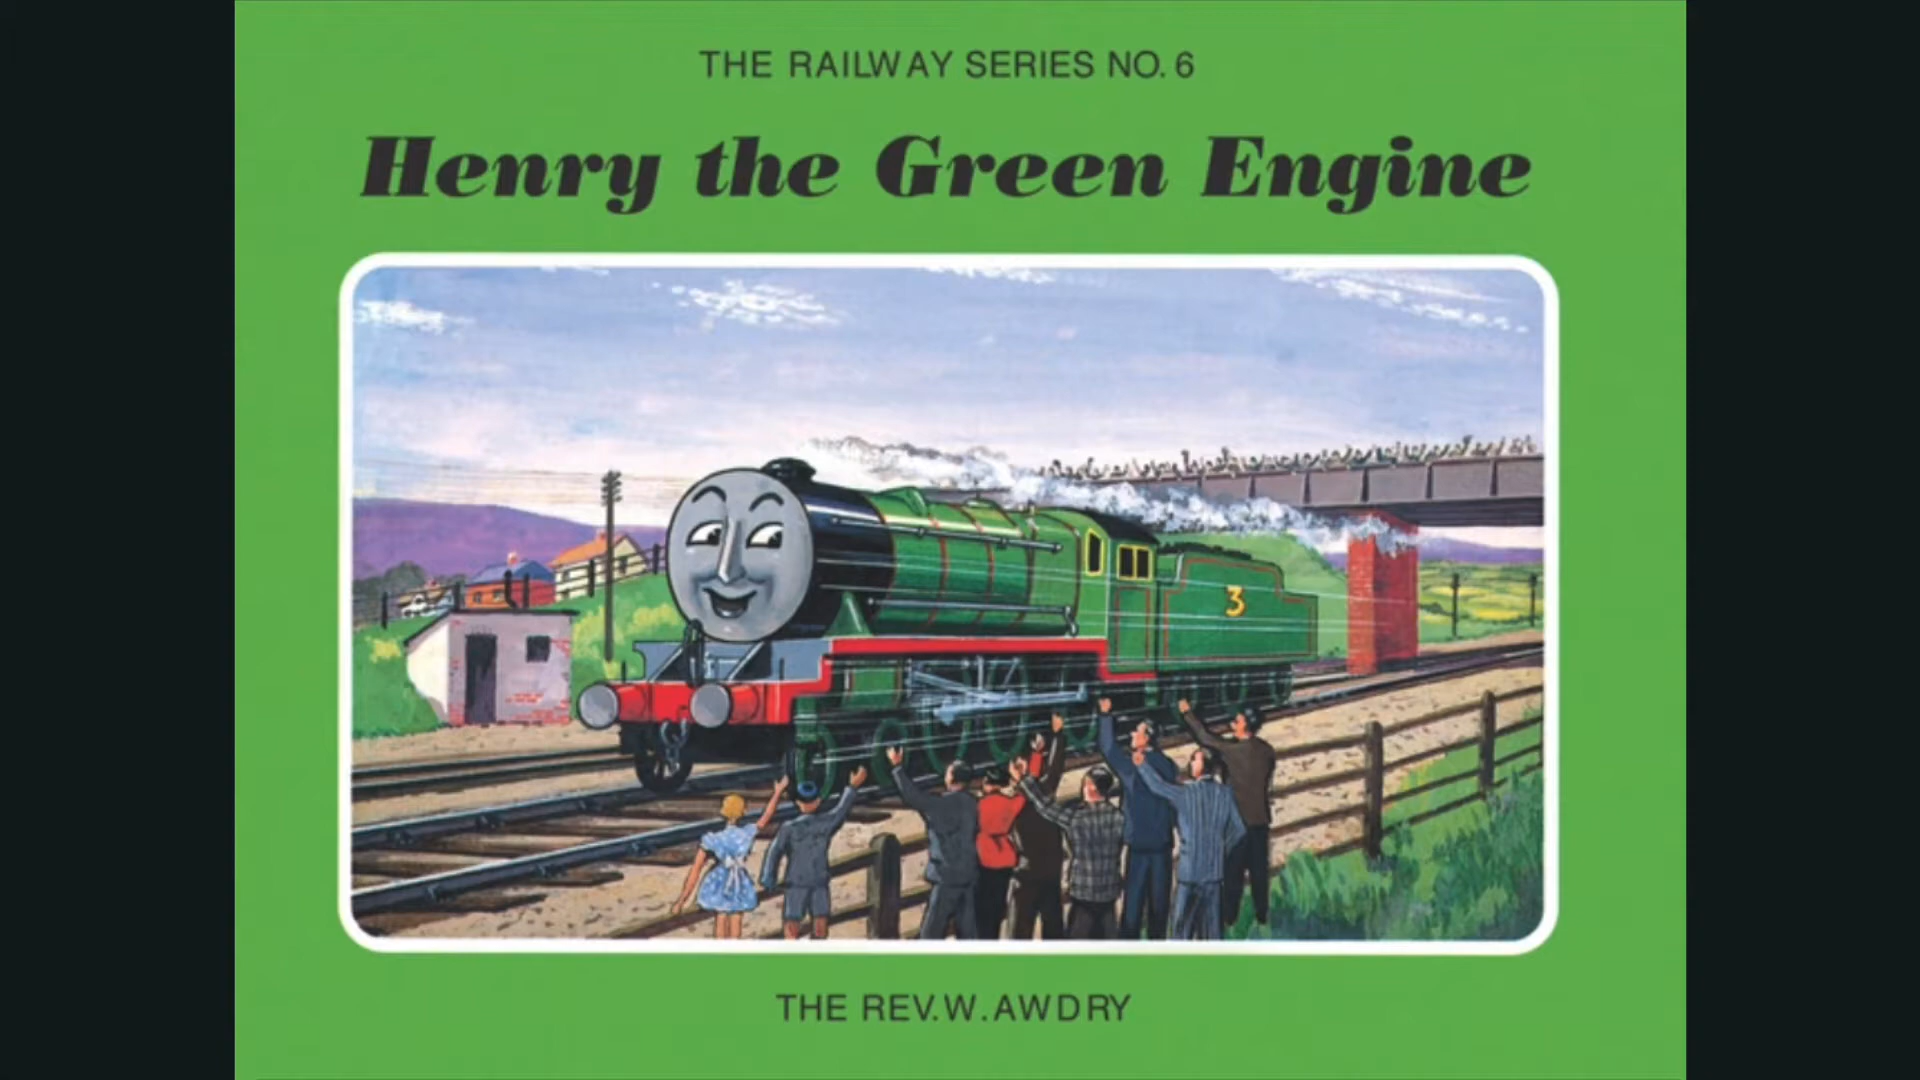 THE RAILWAY SERIES NO. 6
Henry the Green Engine
3
THE REV. W. AWDRY